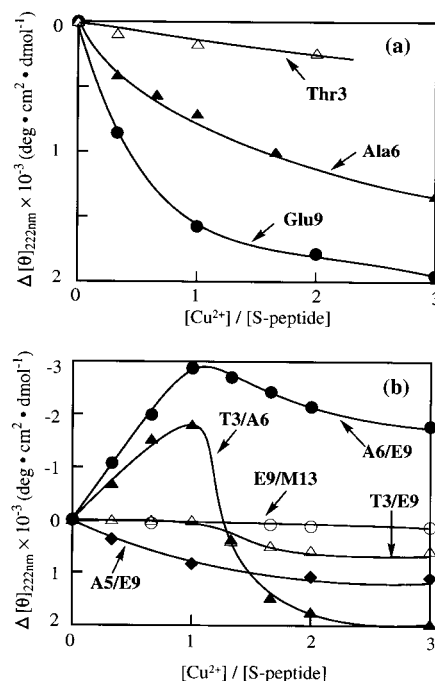 (a)
0
1
2
Δ [θ]222nm × 10⁻³ (deg • cm² • dmol⁻¹)
Thr3
Ala6
Glu9
0 1 2 3
[Cu²⁺] / [S-peptide]
(b)
-3
-2
-1
0
1
2
Δ [θ]222nm × 10⁻³ (deg • cm² • dmol⁻¹)
T3/A6
A6/E9
E9/M13
T3/E9
A5/E9
0 1 2 3
[Cu²⁺] / [S-peptide]